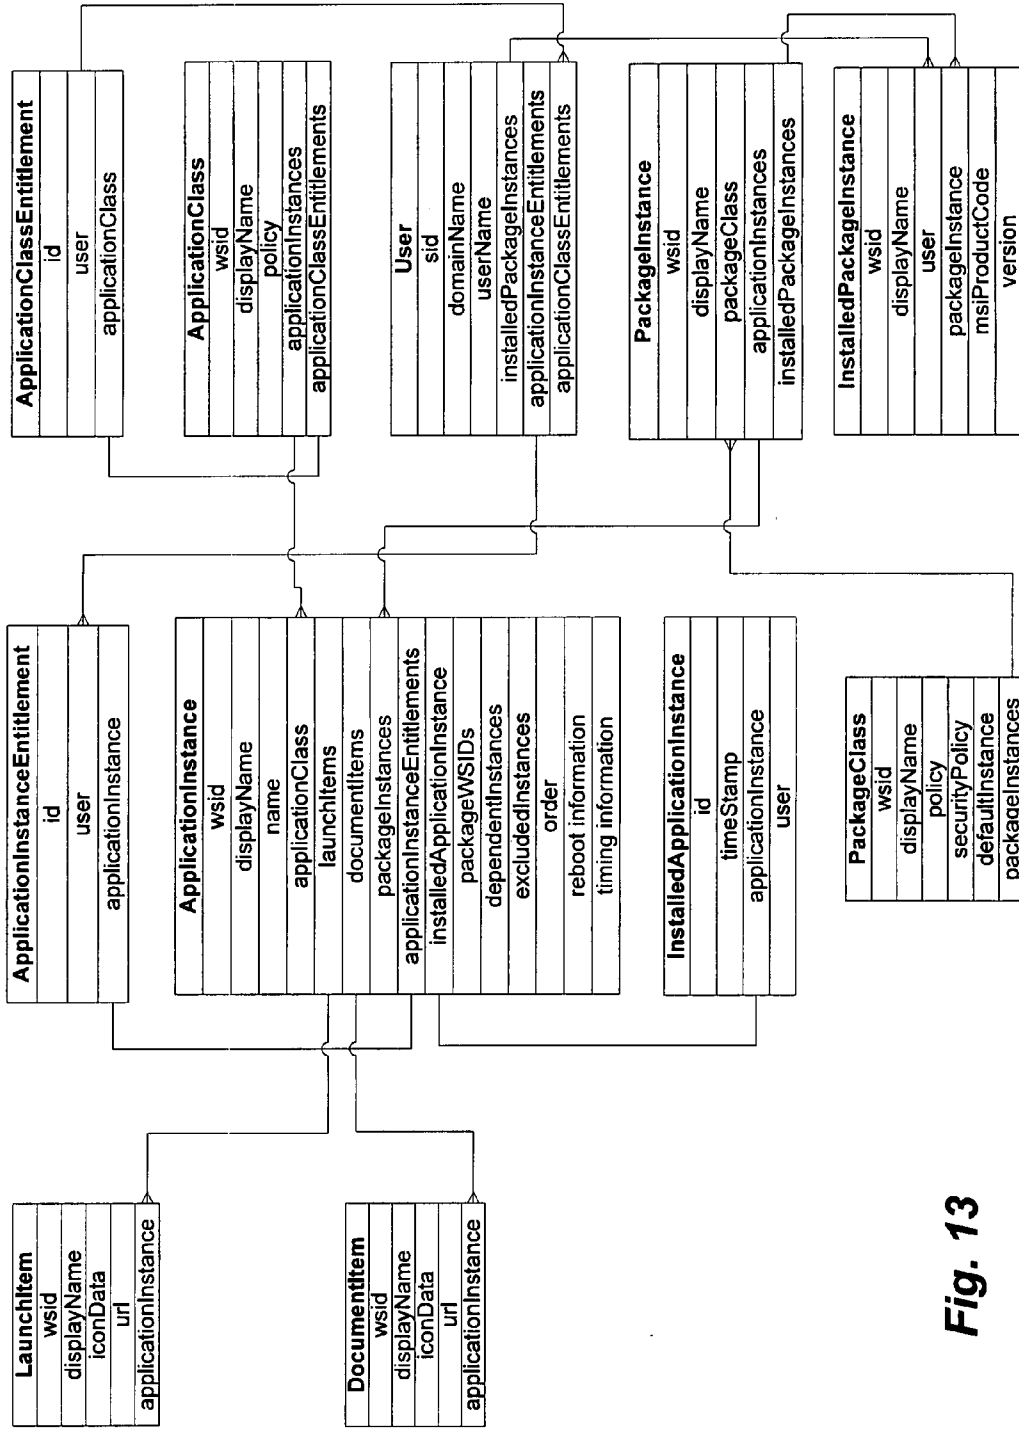 ApplicationClassEntitlement
id
user
applicationClass
ApplicationClass
wsid
displayName
policy
applicationInstances
applicationClassEntitlements
User
sid
domainName
userName
installedPackageInstances
applicationInstanceEntitlements
applicationClassEntitlements
PackageInstance
wsid
displayName
packageClass
applicationInstances
installedPackageInstances
InstalledPackageInstance
wsid
displayName
user
packageInstance
msiProductCode
version
ApplicationInstanceEntitlement
id
user
applicationInstance
ApplicationInstance
wsid
displayName
name
applicationClass
launchItems
documentItems
packageInstances
applicationInstanceEntitlements
installedApplicationInstance
packageWSIDs
dependentInstances
excludedInstances
order
reboot information
timing information
InstalledApplicationInstance
id
timeStamp
applicationInstance
user
PackageClass
wsid
displayName
policy
securityPolicy
defaultInstance
packageInstances
LaunchItem
wsid
displayName
iconData
url
applicationInstance
DocumentItem
wsid
displayName
iconData
url
applicationInstance
Fig. 13